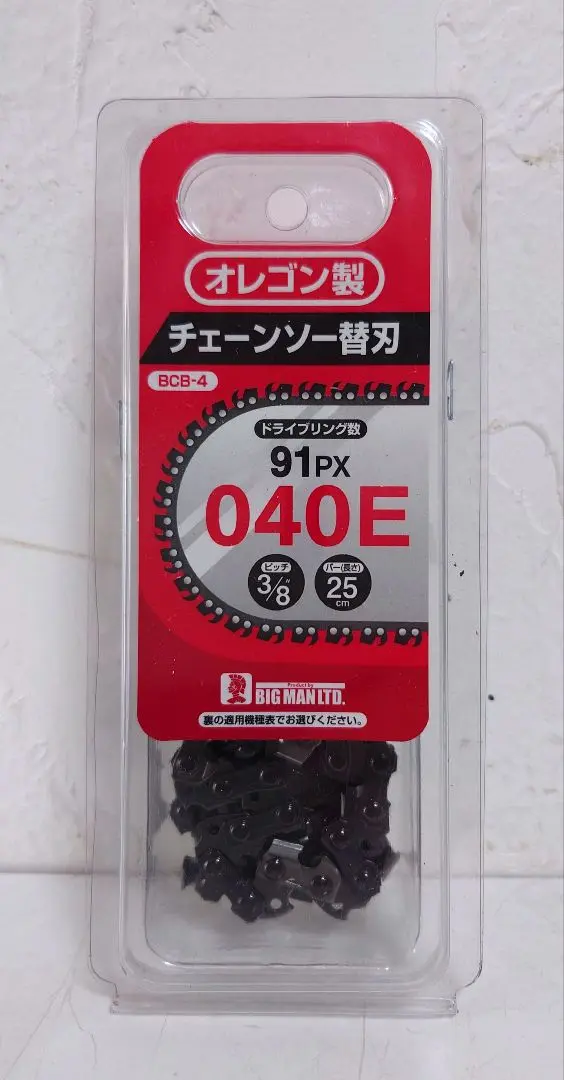 オレゴン製
チェーンソー替刃
BCB-4
ドライブリング数
91PX
040E
ピッチ
3/8"
バー(長さ)
25
cm
Product by
BIG MAN LTD.
裏の適用機種表でお選びください。